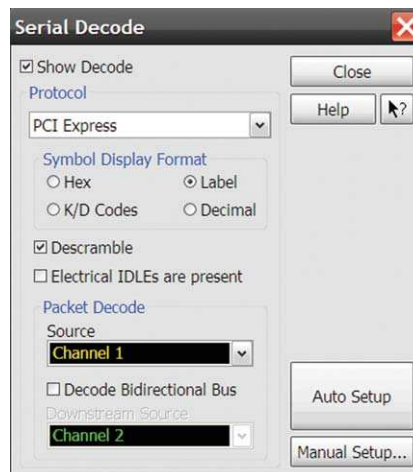 Serial Decode
Show Decode
Close
Protocol
Help
?
PCI Express
Symbol Display Format
Hex
Label
K/D Codes
Decimal
Descramble
Electrical IDLEs are present
Packet Decode
Source
Channel 1
Decode Bidirectional Bus
Auto Setup
Downstream Source
Channel 2
Manual Setup...